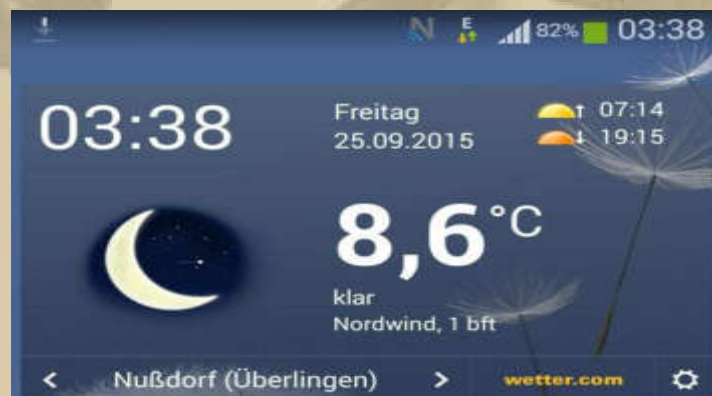 N E 82% 03:38
03:38
Freitag
25.09.2015
07:14
19:15
8,6°C
klar
Nordwind, 1 bft
< Nußdorf (Überlingen) > wetter.com